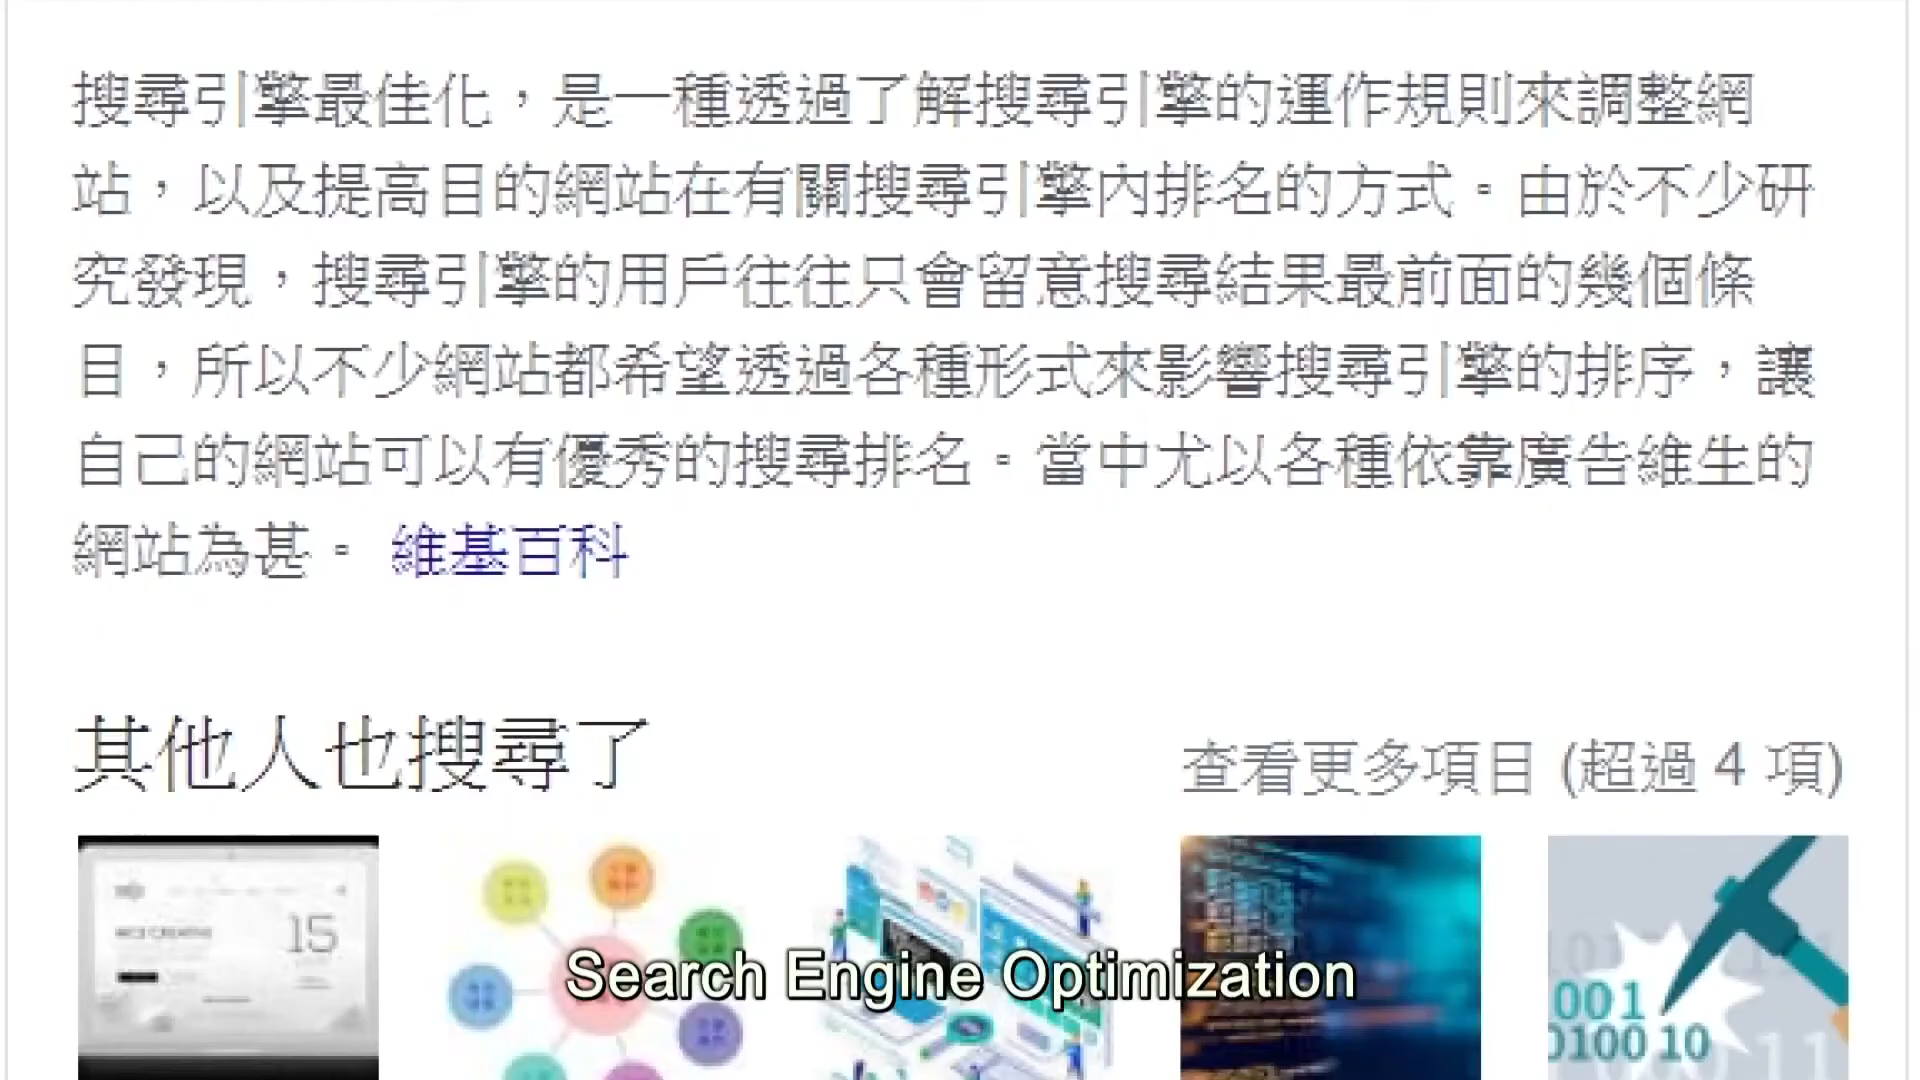 搜尋引擎最佳化，是一種透過了解搜尋引擎的運作規則來調整網
站，以及提高目的網站在有關搜尋引擎內排名的方式。由於不少研
究發現，搜尋引擎的用戶往往只會留意搜尋結果最前面的幾個條
目，所以不少網站都希望透過各種形式來影響搜尋引擎的排序，讓
自己的網站可以有優秀的搜尋排名。當中尤以各種依靠廣告維生的
網站為甚。 維基百科
其他人也搜尋了
查看更多項目 (超過 4 項)
15
Search Engine Optimization
001
0100 10